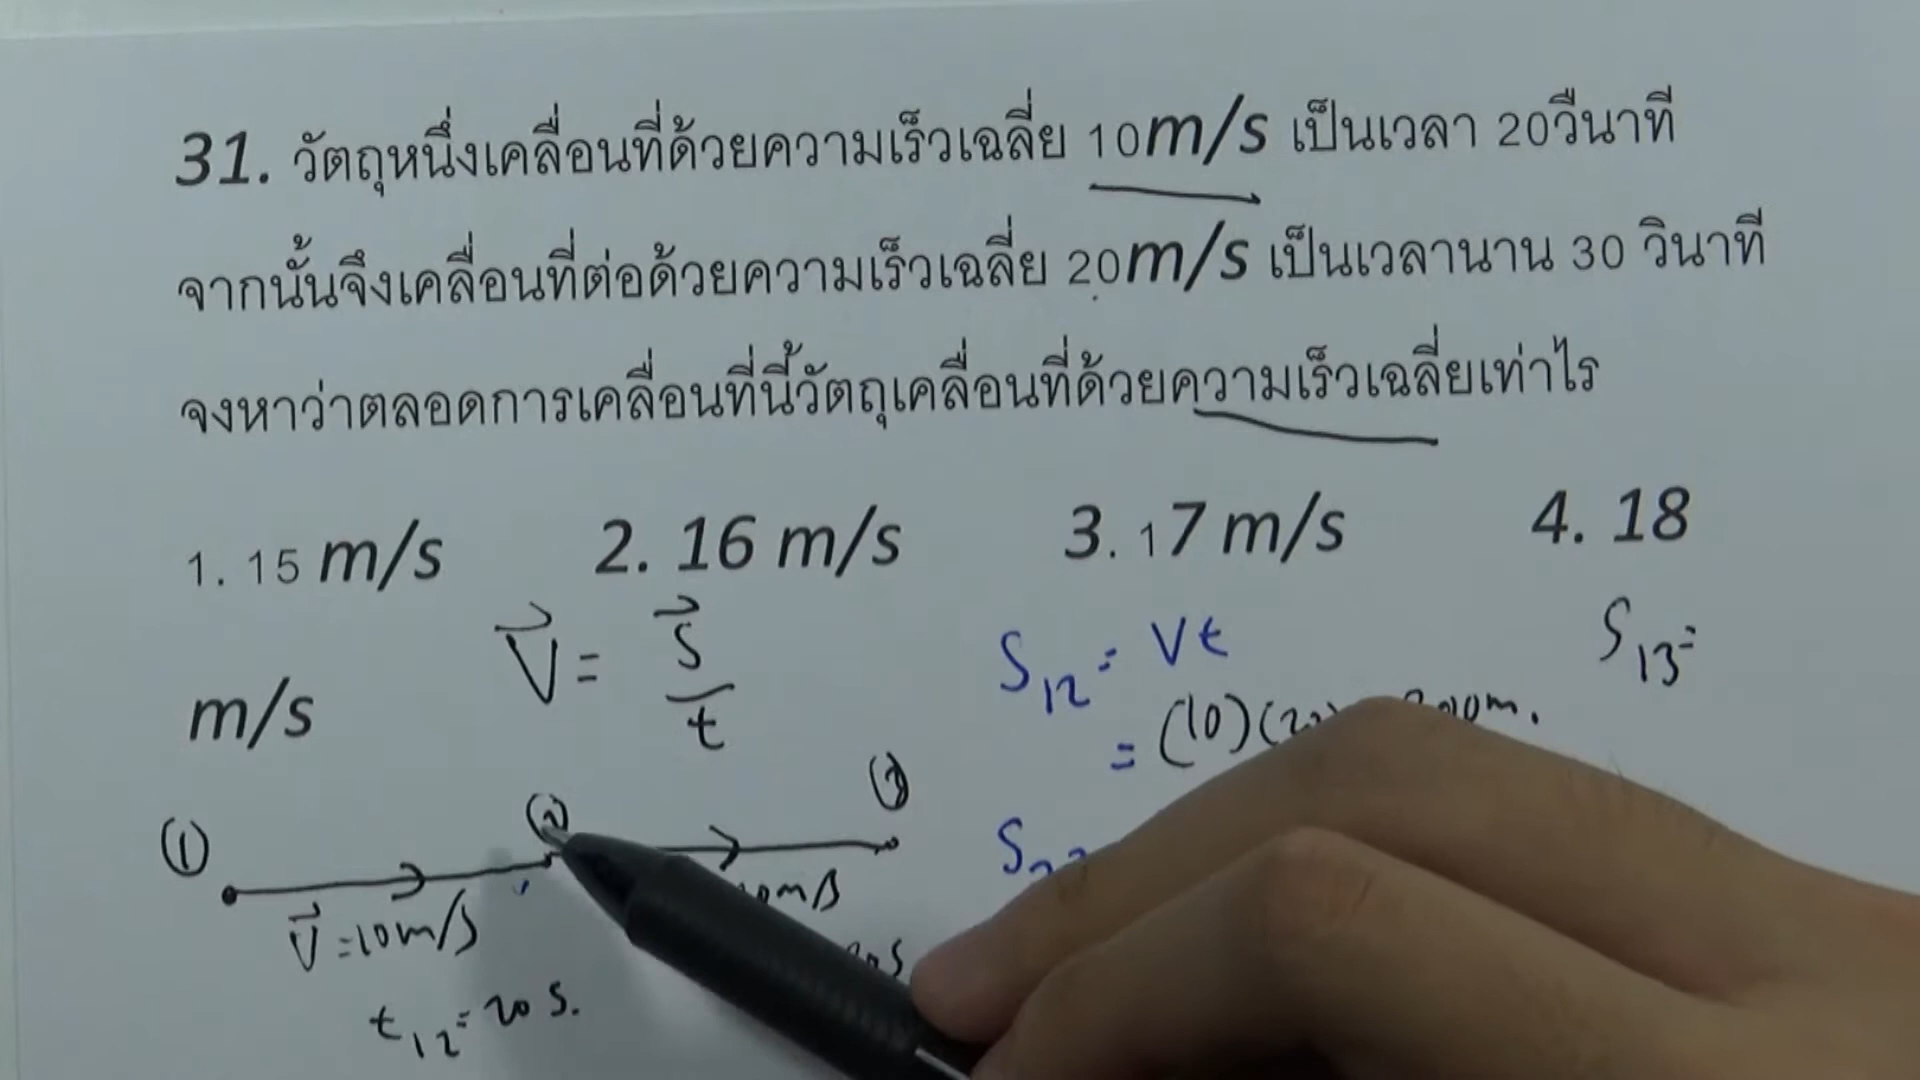 31. วัตถุหนึ่งเคลื่อนที่ด้วยความเร็วเฉลี่ย 10m/s เป็นเวลา 20วืนาที
จากนั้นจึงเคลื่อนที่ต่อด้วยความเร็วเฉลี่ย 20m/s เป็นเวลานาน 30 วินาที
จงหาว่าตลอดการเคลื่อนที่นี้วัตถุเคลื่อนที่ด้วยความเร็วเฉลี่ยเท่าไร
1. 15 m/s 2. 16 m/s 3. 17 m/s 4. 18
m/s
V = S/t
S12 = Vt
= (10)(20)
S13 =
(1) (2) (3)
V = 10 m/s
t12 = 20 s.